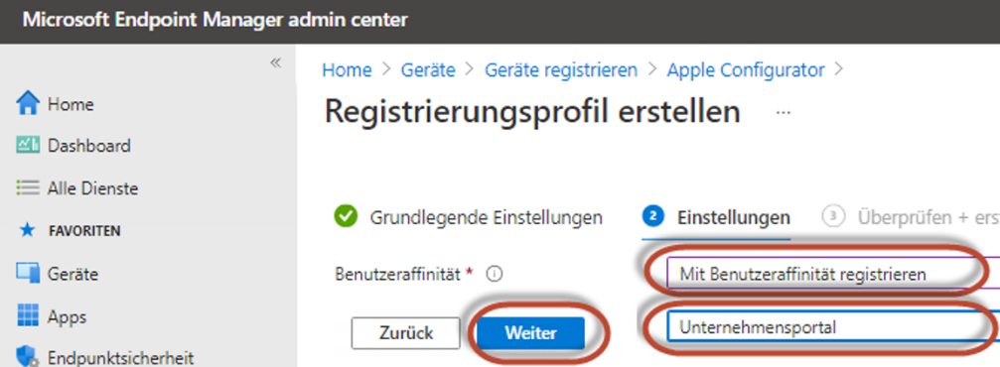 Microsoft Endpoint Manager admin center
«
Home > Geräte > Geräte registrieren > Apple Configurator >
Registrierungsprofil erstellen ...
Home
Dashboard
Alle Dienste
FAVORITEN
Geräte
Apps
Endpunktsicherheit
Grundlegende Einstellungen 2 Einstellungen 3 Überprüfen + ers
Benutzeraffinität * Mit Benutzeraffinität registrieren
Unternehmensportal
Zurück Weiter